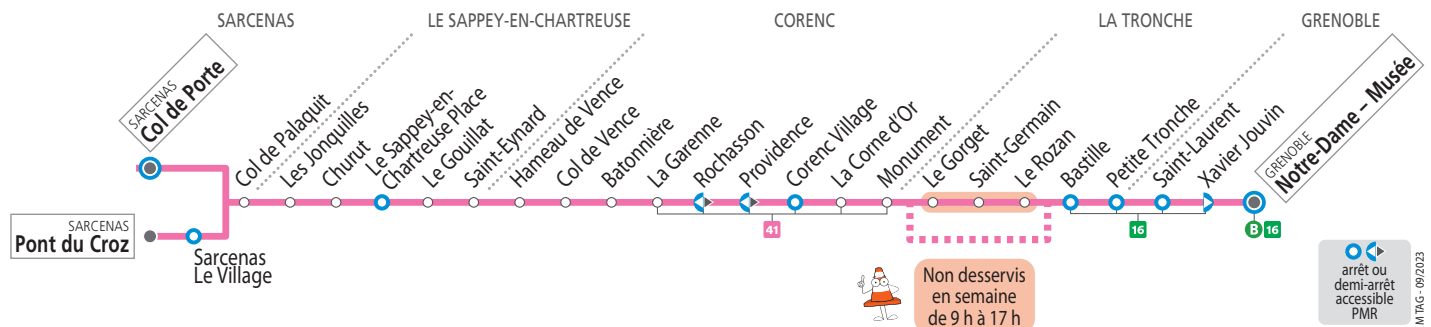 SARCENAS
LE SAPPEY-EN-CHARTREUSE
CORENC
LA TRONCHE
GRENOBLE
SARCENAS
Col de Porte
SARCENAS
Pont du Croz
Sarcenas
Le Village
Col de Palaquit
Les Jonquilles
Churut
Le Sappey-en-
Chartreuse Place
Le Gouillat
Saint-Eynard
Hameau de Vence
Col de Vence
Batonnière
La Garenne
Rochasson
Providence
Corenc Village
La Corne d'Or
Monument
Le Gorget
Saint-Germain
Le Rozan
Bastille
Petite Tronche
Saint-Laurent
Xavier Jouvin
GRENOBLE
Notre-Dame – Musée
41
16
B 16
Non desservis
en semaine
de 9 h à 17 h
arrêt ou
demi-arrêt
accessible
PMR
M TAG - 09/2023